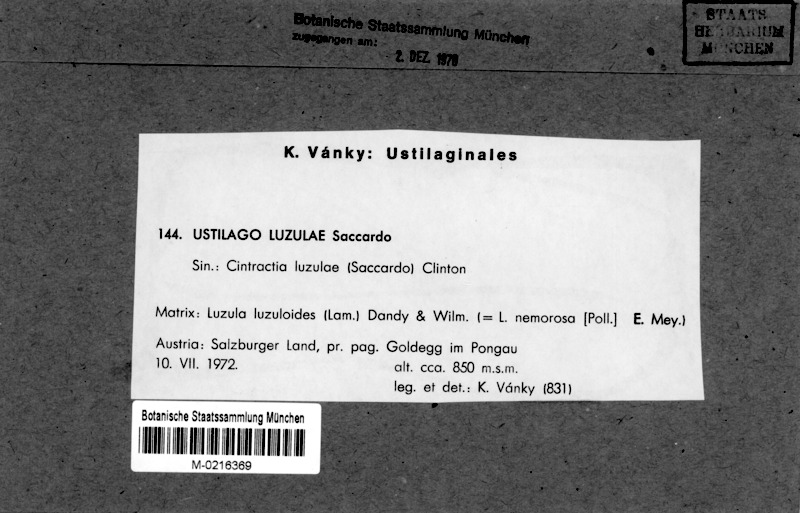 Botanische Staatssammlung München
zugegangen am:
2. DEZ. 1970
STAATS
HERBARIUM
MÜNCHEN
K. Vánky: Ustilaginales
144. USTILAGO LUZULAE Saccardo
Sin.: Cintractia luzulae (Saccardo) Clinton
Matrix: Luzula luzuloides (Lam.) Dandy & Wilm. (= L. nemorosa [Poll.] E. Mey.)
Austria: Salzburger Land, pr. pag. Goldegg im Pongau
10. VII. 1972. alt. cca. 850 m.s.m.
leg. et det.: K. Vánky (831)
Botanische Staatssammlung München
M-0216369